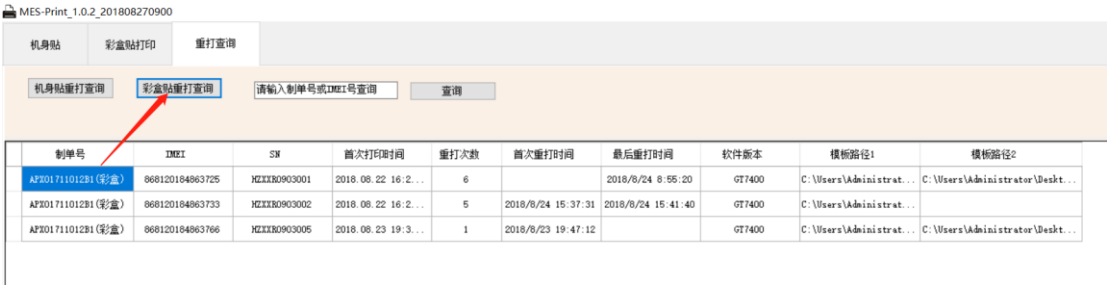 MES-Print_1.0.2_201808270900
机身贴 彩盒贴打印 重打查询
机身贴重打查询 彩盒贴重打查询 请输入制单号或IMEI号查询 查询
制单号 IMEI SN 首次打印时间 重打次数 首次重打时间 最后重打时间 软件版本 模板路径1 模板路径2
APX01711012B1(彩盒) 868120184863725 HZXXR0903001 2018.08.22 16:2... 6 2018/8/24 8:55:20 GT7400 C:\Users\Administrat... C:\Users\Administrator\Deskt...
APX01711012B1(彩盒) 868120184863733 HZXXR0903002 2018.08.22 16:2... 5 2018/8/24 15:37:31 2018/8/24 15:41:40 GT7400 C:\Users\Administrat...
APX01711012B1(彩盒) 868120184863766 HZXXR0903005 2018.08.23 19:3... 1 2018/8/23 19:47:12 GT7400 C:\Users\Administrat... C:\Users\Administrator\Deskt...